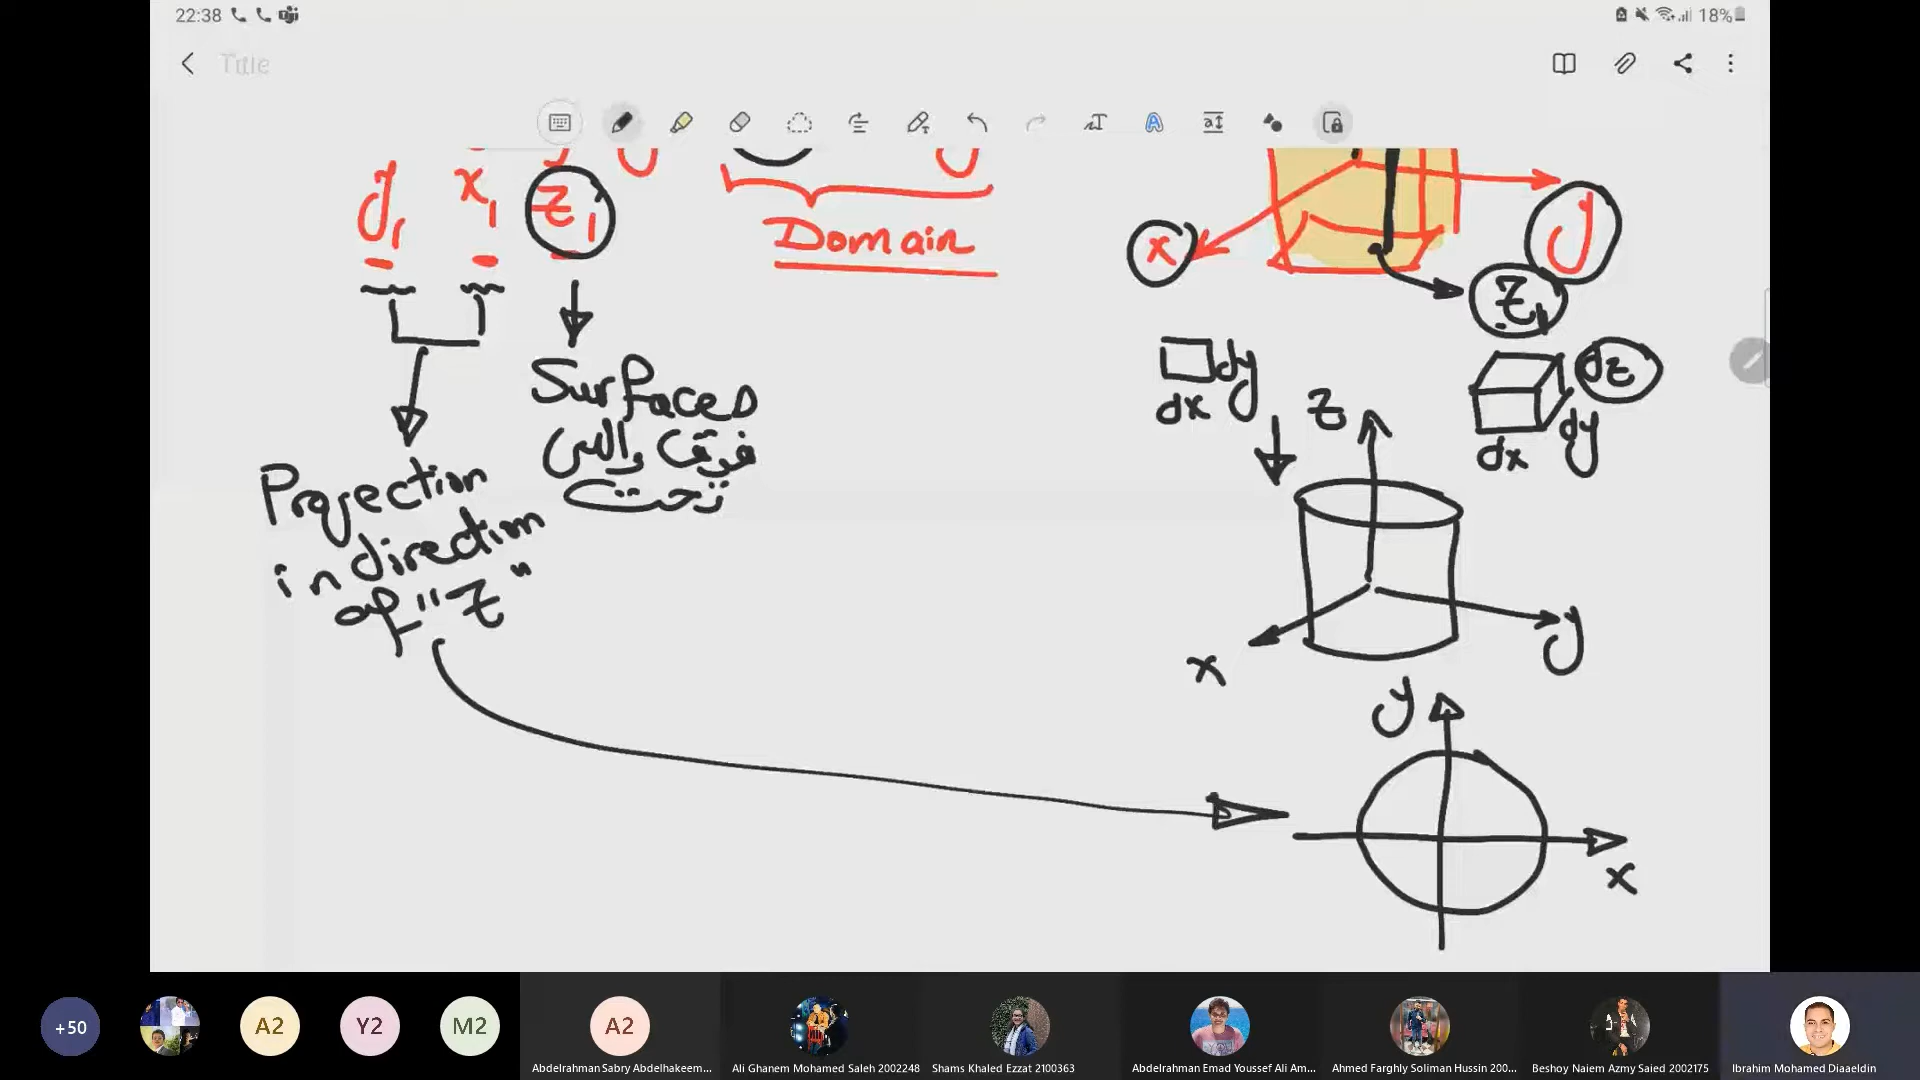 22:38
18%
Title
y₁ x₁ z₁
Domain
x
y
z₁
dy
dx
dz
dy
dx
Surfaces
فوق واللى
تحت
Projection
in direction
of "z"
z
x
y
y
x
+50
A2
Y2
M2
A2
Abdelrahman Sabry Abdelhakeem...
Ali Ghanem Mohamed Saleh 2002248
Shams Khaled Ezzat 2100363
Abdelrahman Emad Youssef Ali Am...
Ahmed Farghly Soliman Hussin 200...
Beshoy Naiem Azmy Saied 2002175
Ibrahim Mohamed Diaaeldin